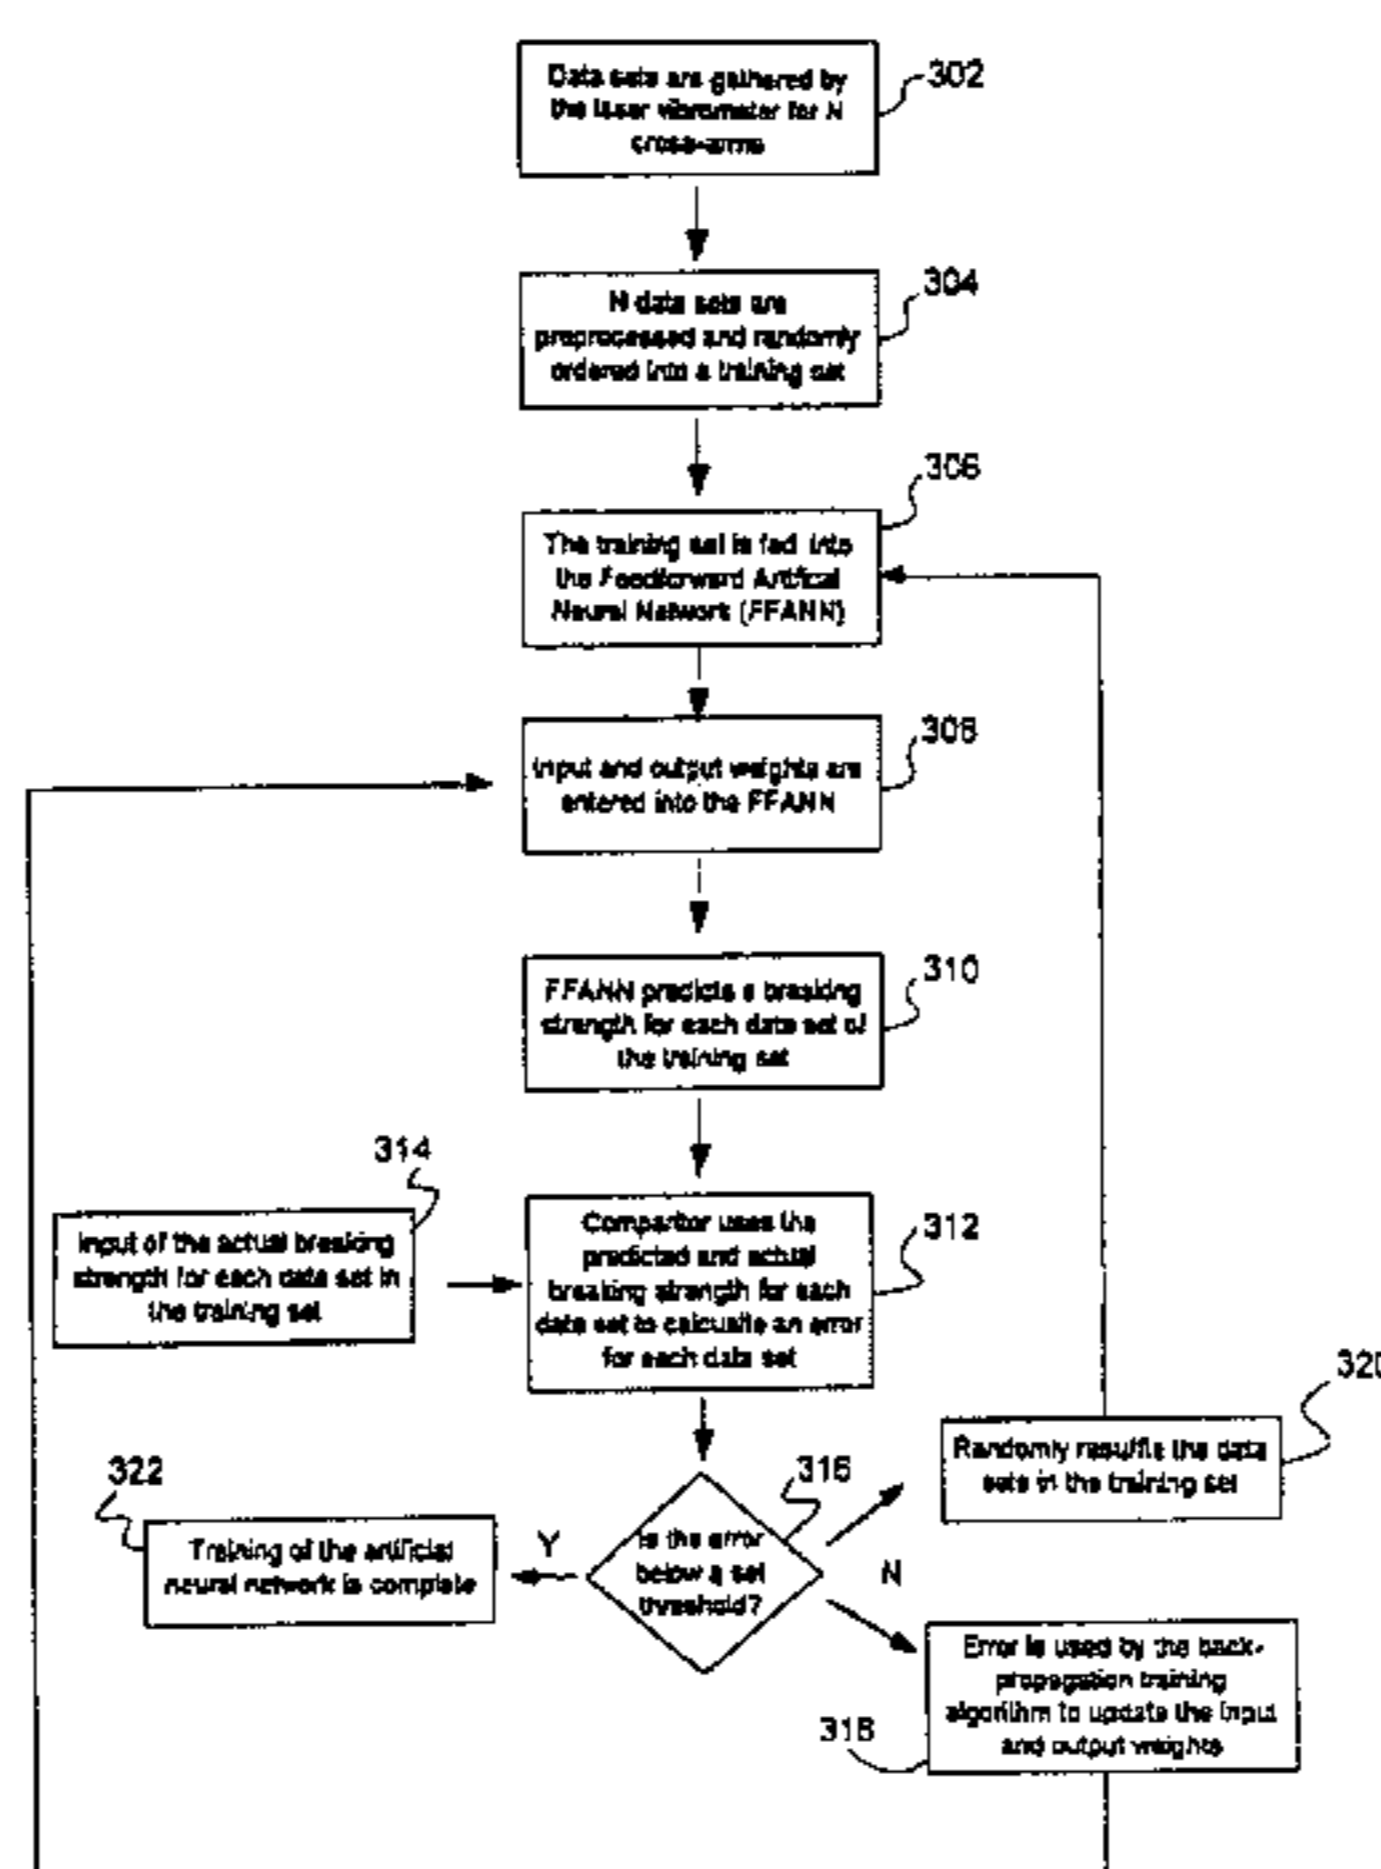 Data sets are gathered by
the laser vibrometer for N
cross-arms
302
N data sets are
preprocessed and randomly
ordered into a training set
304
306
The training set is fed into
the Feedforward Artifical
Neural Network (FFANN)
308
Input and output weights are
entered into the FFANN
310
FFANN predicts a breaking
strength for each data set of
the training set
314
Input of the actual breaking
strength for each data set in
the training set
312
Comparitor uses the
predicted and actual
breaking strength for each
data set to calculate an error
for each data set
320
Randomly resuffle the data
sets in the training set
316
Is the error
below a set
threshold?
Y
N
322
Training of the artificial
neural network is complete
Error is used by the back-
propagation training
algorithm to update the input
and output weights
318